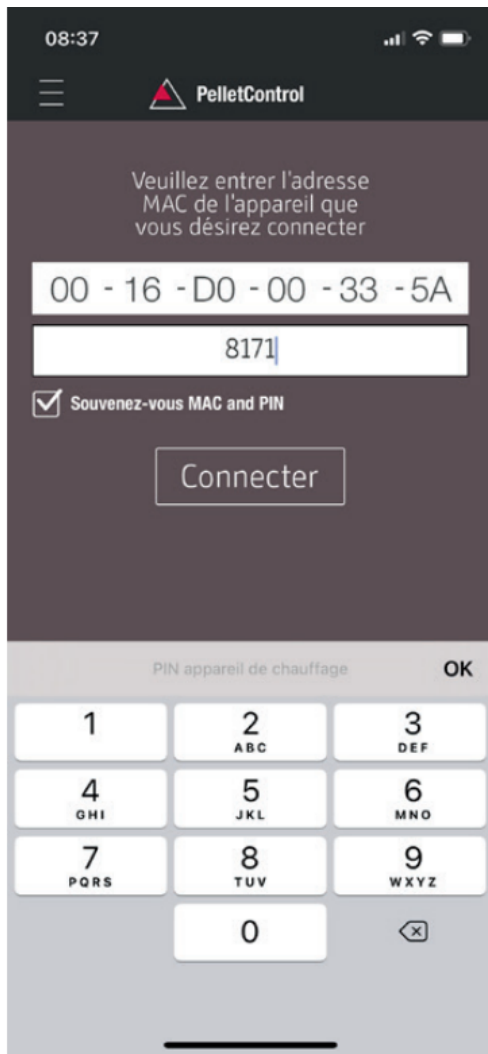 08:37
PelletControl
Veuillez entrer l'adresse
MAC de l'appareil que
vous désirez connecter
00 - 16 - D0 - 00 - 33 - 5A
8171
Souvenez-vous MAC and PIN
Connecter
PIN appareil de chauffage OK
1 2 3
ABC DEF
4 5 6
GHI JKL MNO
7 8 9
PQRS TUV WXYZ
0